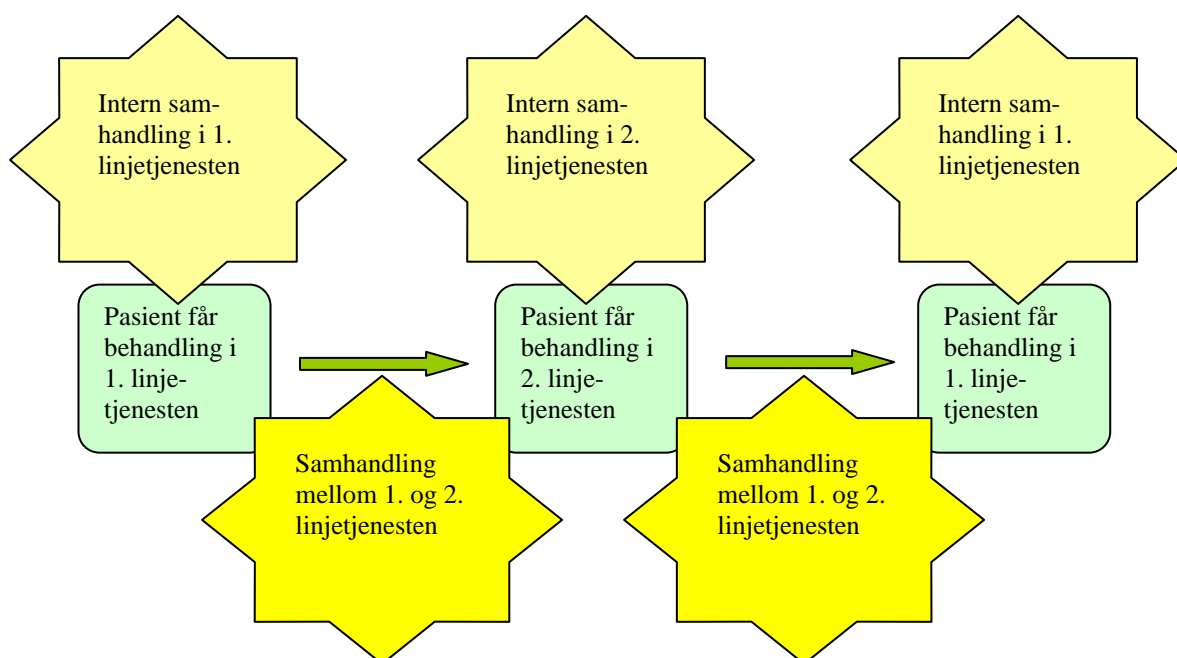 Intern sam-
handling i 1.
linjetjenesten
Intern sam-
handling i 2.
linjetjenesten
Intern sam-
handling i 1.
linjetjenesten
Pasient får
behandling i
1. linje-
tjenesten
Pasient får
behandling i
2. linje-
tjenesten
Pasient får
behandling i
1. linje-
tjenesten
Samhandling
mellom 1. og 2.
linjetjenesten
Samhandling
mellom 1. og 2.
linjetjenesten